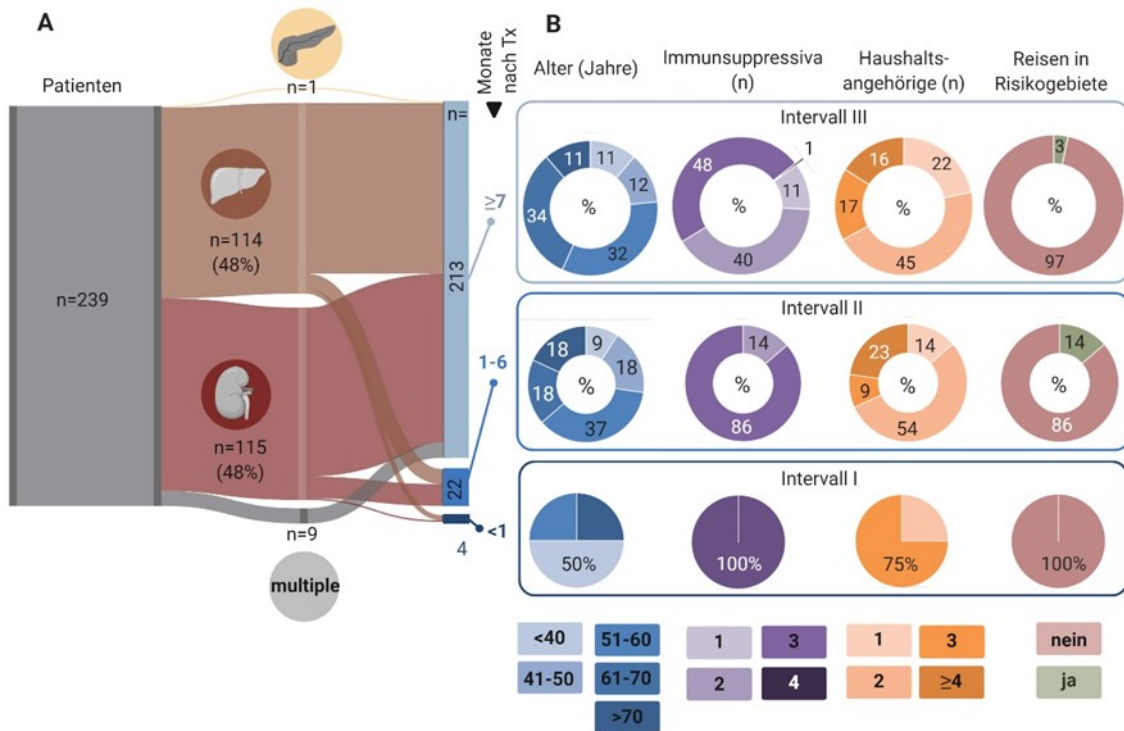 A
Patienten
n=239
n=1
n=114
(48%)
n=115
(48%)
n=9
multiple
Monate
nach Tx
n=
213
22
4
≥7
1-6
<1
B
Alter (Jahre)
Immunsuppressiva
(n)
Haushalts-
angehörige (n)
Reisen in
Risikogebiete
Intervall III
11
11
12
32
34
%
48
1
11
40
%
16
22
17
45
%
3
97
%
Intervall II
18
9
18
18
37
%
14
86
%
23
14
9
54
%
14
86
%
Intervall I
50%
100%
75%
100%
<40
51-60
41-50
61-70
>70
1
3
2
4
1
3
2
≥4
nein
ja